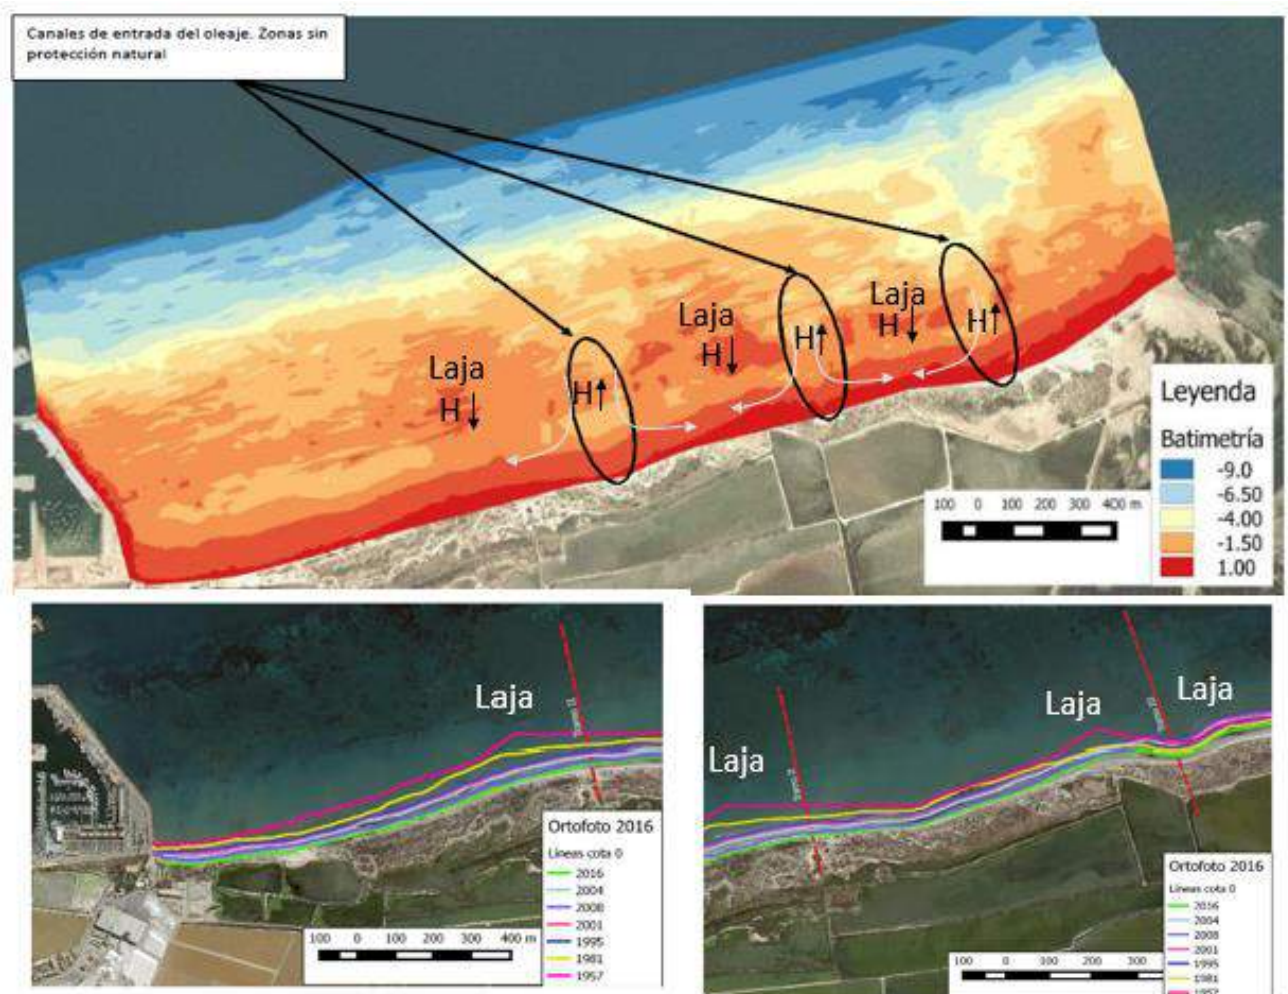 Canales de entrada del oleaje. Zonas sin
protección natural
Laja
H
H
Laja
H
H
Laja
H
H
Leyenda
Batimetría
-9.0
-6.50
-4.00
-1.50
1.00
100 0 100 200 300 400 m
Laja
Ortofoto 2016
Líneas cota 0
2016
2004
2008
2001
1995
1981
1957
100 0 100 200 300 400 m
Laja
Laja
Laja
Ortofoto 2016
Líneas cota 0
2016
2004
2008
2001
1995
1981
1957
100 0 100 200 300